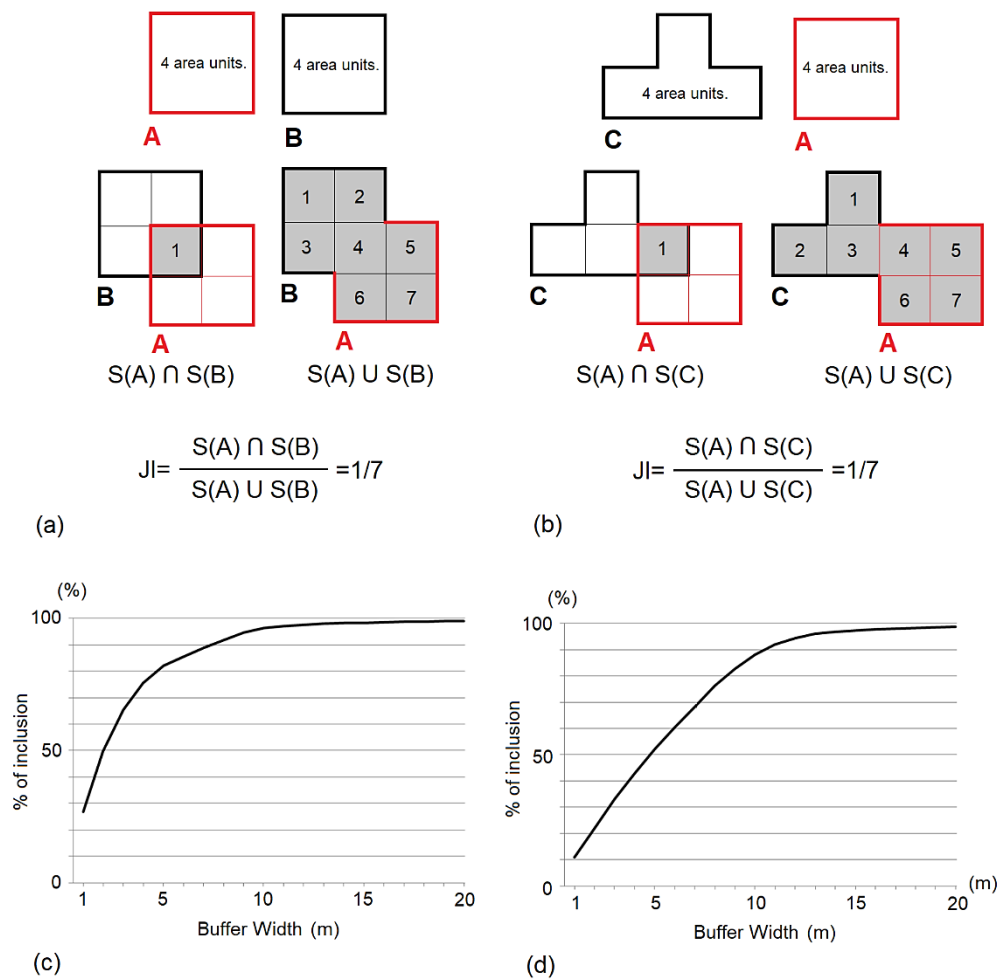 4 area units.
4 area units.
A
B
1
B
A
S(A) ∩ S(B)
1 2
3 4 5
6 7
B
A
S(A) U S(B)
JI= S(A) ∩ S(B)
S(A) U S(B) =1/7
(a)
4 area units.
4 area units.
C
A
1
C
A
S(A) ∩ S(C)
1
2 3 4 5
6 7
C
A
S(A) U S(C)
JI= S(A) ∩ S(C)
S(A) U S(C) =1/7
(b)
(%)
100
50
0
% of inclusion
1 5 10 15 20
Buffer Width (m)
(c)
(%)
100
50
0
% of inclusion
1 5 10 15 20 (m)
Buffer Width (m)
(d)